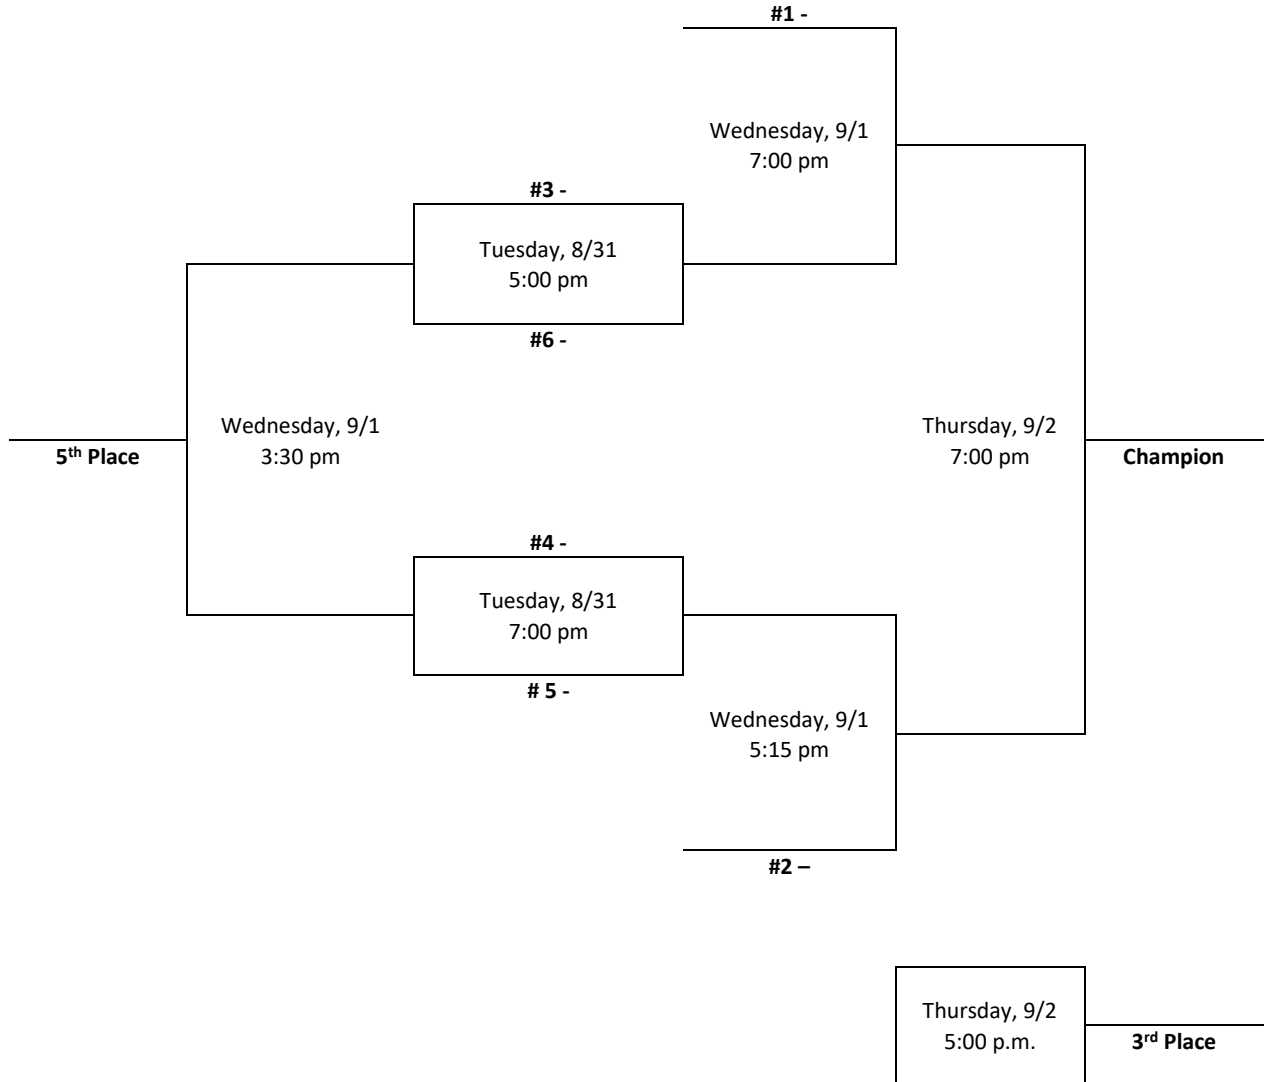 #1 -
Wednesday, 9/1
7:00 pm
#3 -
Tuesday, 8/31
5:00 pm
#6 -
Wednesday, 9/1
3:30 pm
5th Place
Thursday, 9/2
7:00 pm
Champion
#4 -
Tuesday, 8/31
7:00 pm
# 5 -
Wednesday, 9/1
5:15 pm
#2 –
Thursday, 9/2
5:00 p.m.
3rd Place